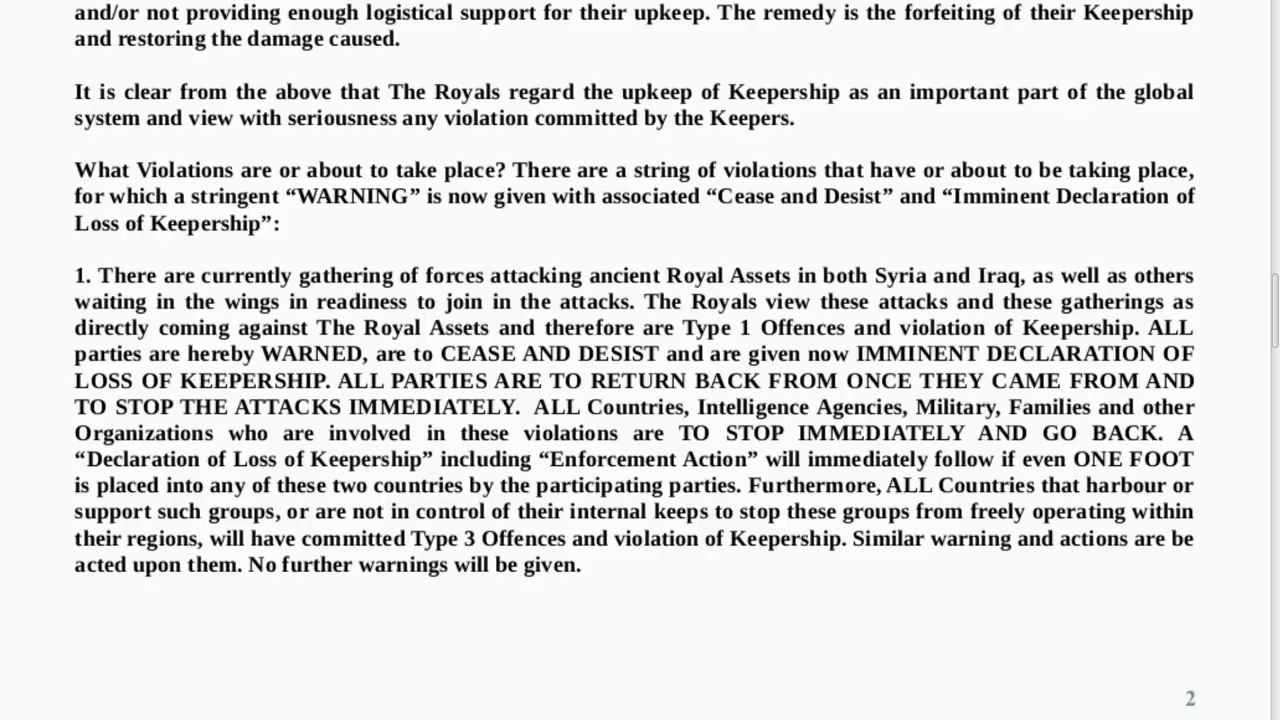 and/or not providing enough logistical support for their upkeep. The remedy is the forfeiting of their Keepership
and restoring the damage caused.
It is clear from the above that The Royals regard the upkeep of Keepership as an important part of the global
system and view with seriousness any violation committed by the Keepers.
What Violations are or about to take place? There are a string of violations that have or about to be taking place,
for which a stringent “WARNING” is now given with associated “Cease and Desist” and “Imminent Declaration of
Loss of Keepership”:
1. There are currently gathering of forces attacking ancient Royal Assets in both Syria and Iraq, as well as others
waiting in the wings in readiness to join in the attacks. The Royals view these attacks and these gatherings as
directly coming against The Royal Assets and therefore are Type 1 Offences and violation of Keepership. ALL
parties are hereby WARNED, are to CEASE AND DESIST and are given now IMMINENT DECLARATION OF
LOSS OF KEEPERSHIP. ALL PARTIES ARE TO RETURN BACK FROM ONCE THEY CAME FROM AND
TO STOP THE ATTACKS IMMEDIATELY. ALL Countries, Intelligence Agencies, Military, Families and other
Organizations who are involved in these violations are TO STOP IMMEDIATELY AND GO BACK. A
“Declaration of Loss of Keepership” including “Enforcement Action” will immediately follow if even ONE FOOT
is placed into any of these two countries by the participating parties. Furthermore, ALL Countries that harbour or
support such groups, or are not in control of their internal keeps to stop these groups from freely operating within
their regions, will have committed Type 3 Offences and violation of Keepership. Similar warning and actions are be
acted upon them. No further warnings will be given.
2